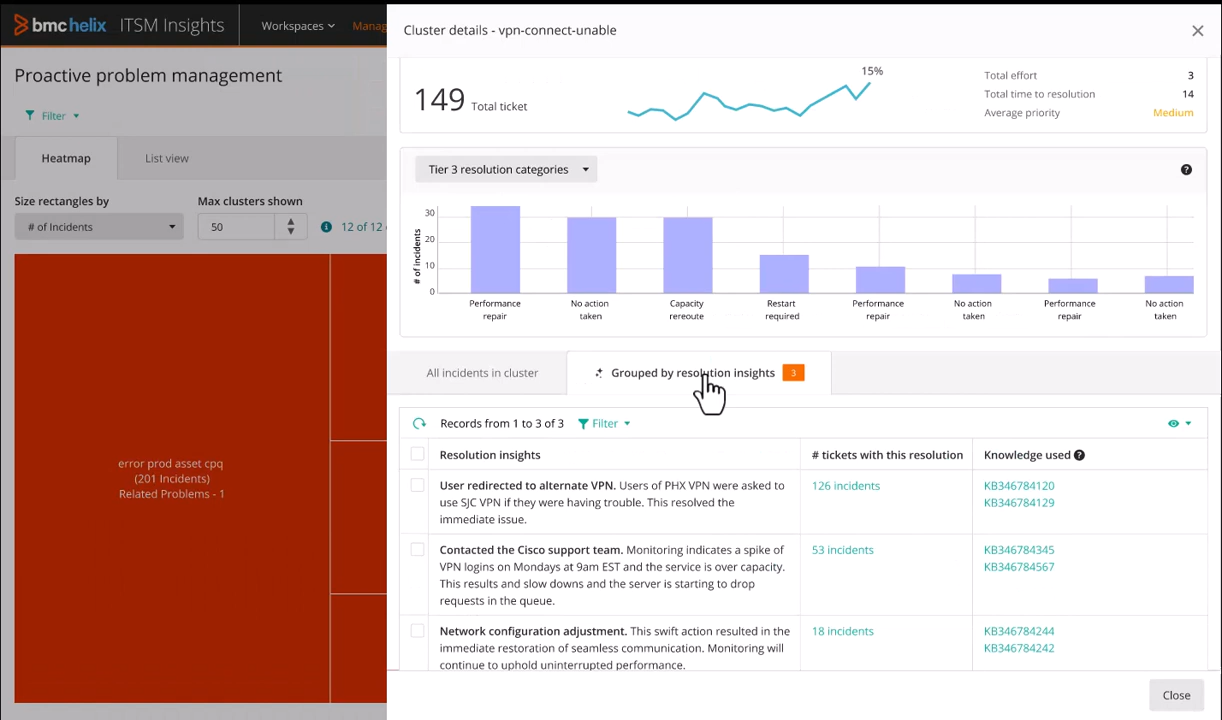 bmc helix ITSM Insights
Workspaces
Manag
Proactive problem management
Filter
Heatmap
List view
Size rectangles by
Max clusters shown
# of Incidents
50
12 of 12
error prod asset cpq
(201 Incidents)
Related Problems - 1
Cluster details - vpn-connect-unable
149 Total ticket
15%
Total effort 3
Total time to resolution 14
Average priority Medium
Tier 3 resolution categories
# of incidents
30
20
10
0
Performance
repair
No action
taken
Capacity
reroute
Restart
required
Performance
repair
No action
taken
Performance
repair
No action
taken
All incidents in cluster
Grouped by resolution insights 3
Records from 1 to 3 of 3
Filter
Resolution insights
# tickets with this resolution
Knowledge used
User redirected to alternate VPN. Users of PHX VPN were asked to
use SJC VPN if they were having trouble. This resolved the
immediate issue.
126 incidents
KB346784120
KB346784129
Contacted the Cisco support team. Monitoring indicates a spike of
VPN logins on Mondays at 9am EST and the service is over capacity.
This results and slow downs and the server is starting to drop
requests in the queue.
53 incidents
KB346784345
KB346784567
Network configuration adjustment. This swift action resulted in the
immediate restoration of seamless communication. Monitoring will
continue to uphold uninterrupted performance.
18 incidents
KB346784244
KB346784242
Close